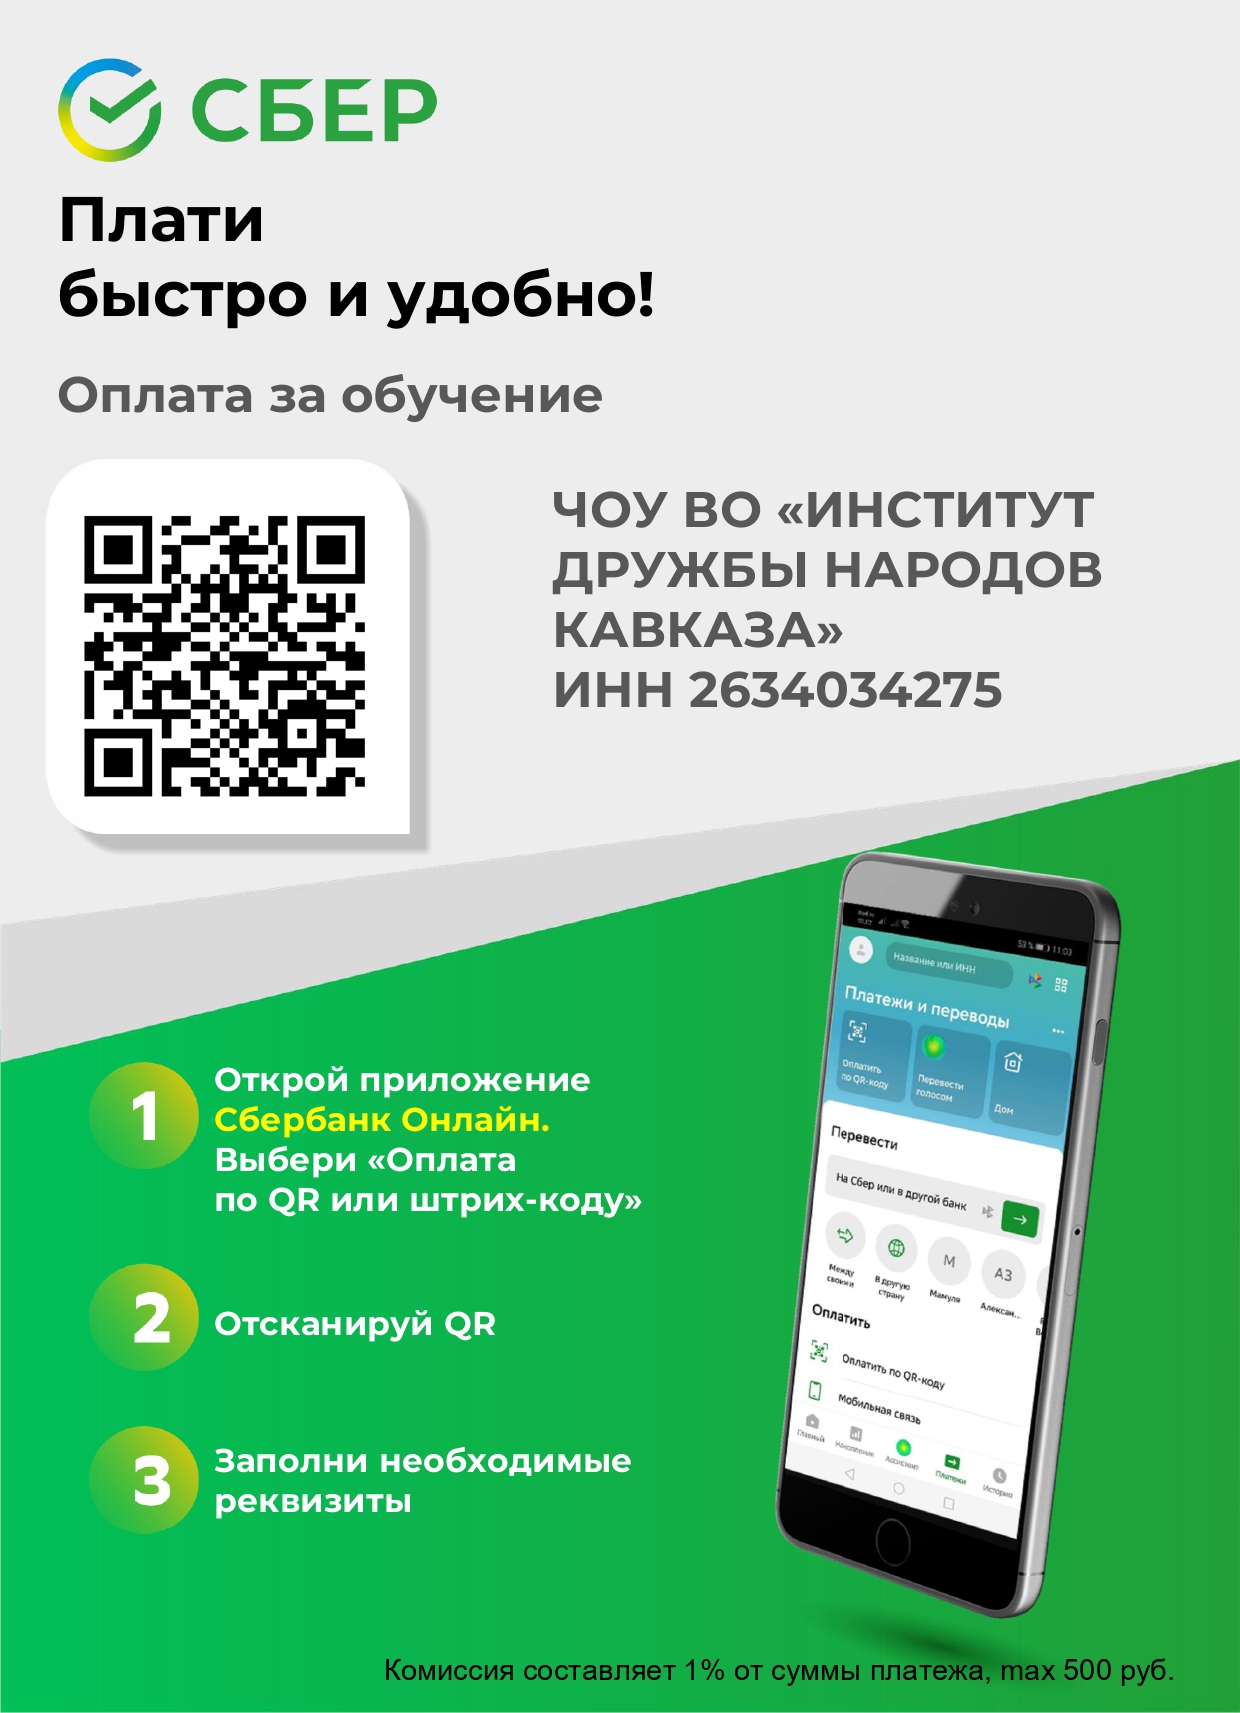 СБЕР
Плати
быстро и удобно!
Оплата за обучение
ЧОУ ВО «ИНСТИТУТ
ДРУЖБЫ НАРОДОВ
КАВКАЗА»
ИНН 2634034275
1
Открой приложение
Сбербанк Онлайн.
Выбери «Оплата
по QR или штрих-коду»
2
Отсканируй QR
3
Заполни необходимые
реквизиты
53 % 11:03
Название или ИНН
Платежи и переводы
Оплатить
по QR-коду
Перевести
голосом
Дом
Перевести
На Сбер или в другой банк
М
АЗ
Между
своими
В другую
страну
Мамуля
Алексан...
Оплатить
Оплатить по QR-коду
Мобильная связь
Главный
Накопления
Ассистент
Платежи
История
Комиссия составляет 1% от суммы платежа, max 500 руб.